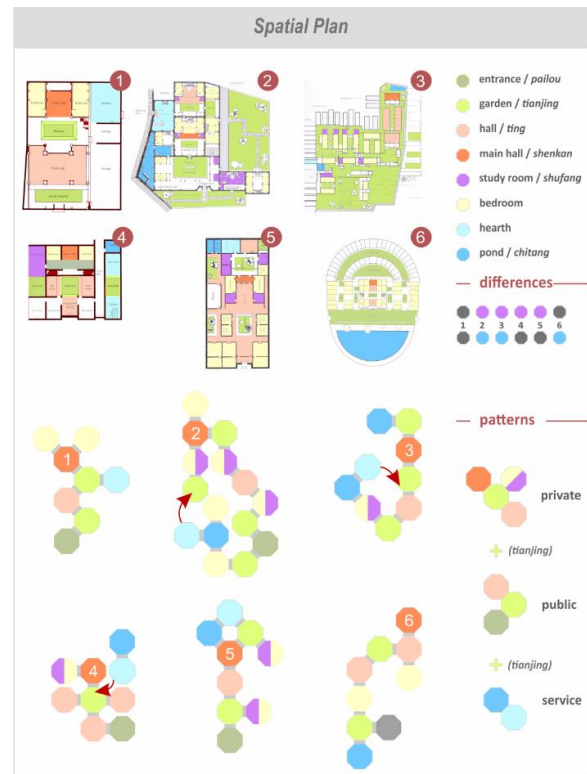 Spatial Plan
1
2
3
4
5
6
entrance / pailou
garden / tianjing
hall / ting
main hall / shenkan
study room / shufang
bedroom
hearth
pond / chitang
differences
1 2 3 4 5 6
patterns
1
2
3
private
(tianjing)
public
(tianjing)
service
4
5
6